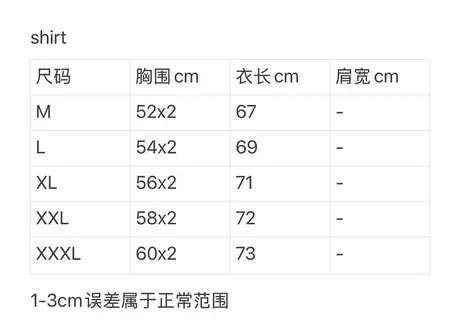 shirt
尺码 胸围cm 衣长cm 肩宽cm
M 52x2 67 -
L 54x2 69 -
XL 56x2 71 -
XXL 58x2 72 -
XXXL 60x2 73 -
1-3cm误差属于正常范围